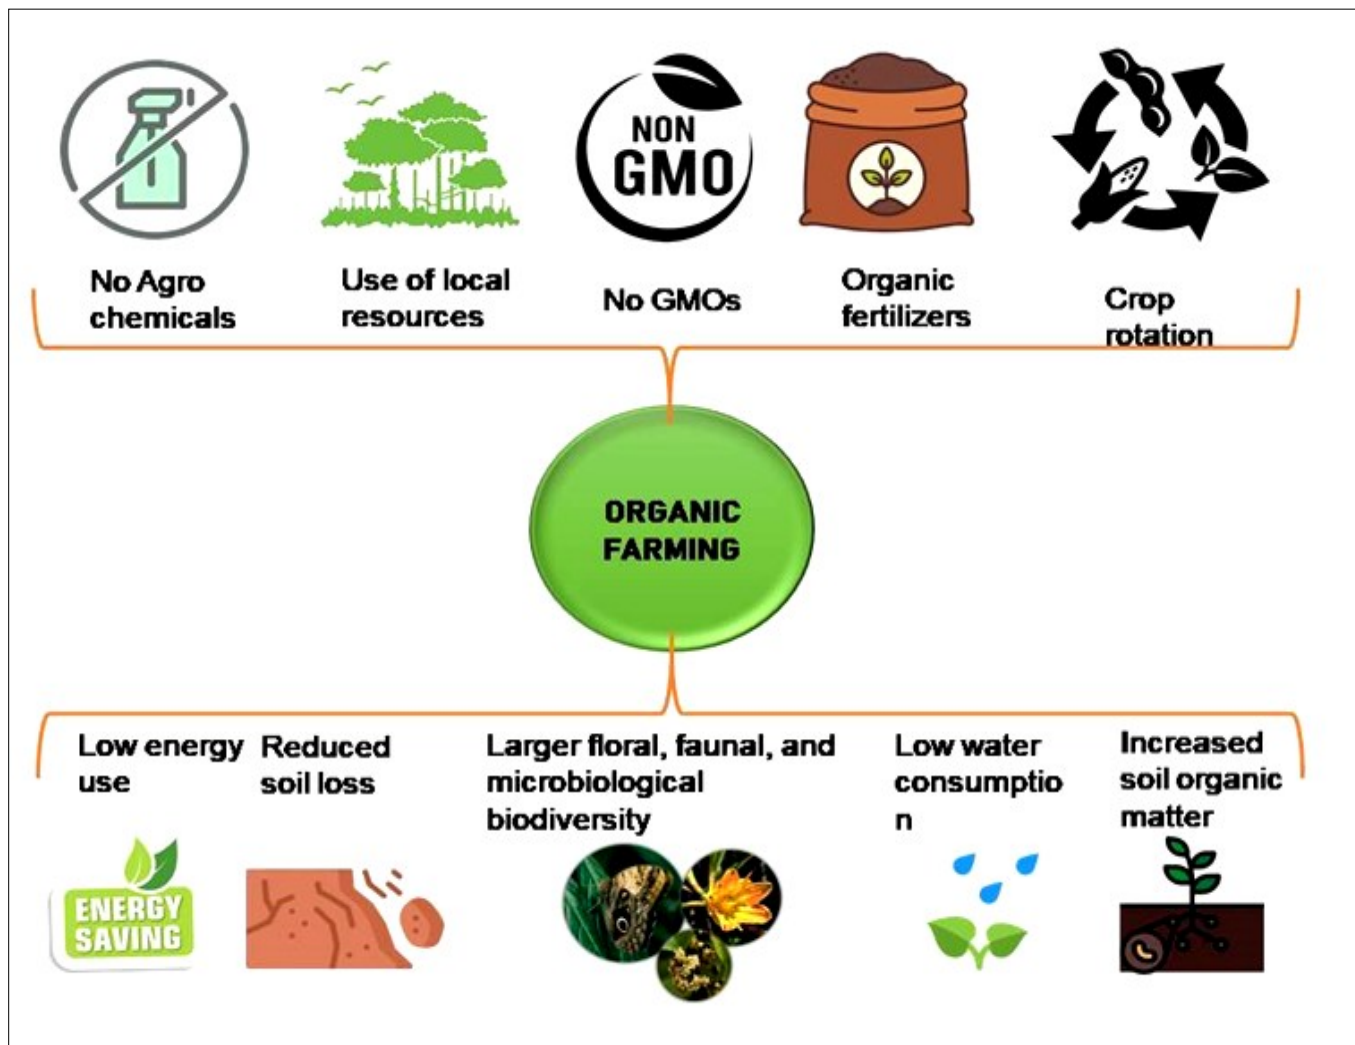 NON
GMO
No Agro
chemicals
Use of local
resources
No GMOs
Organic
fertilizers
Crop
rotation
ORGANIC
FARMING
Low energy
use
Reduced
soil loss
Larger floral, faunal, and
microbiological
biodiversity
Low water
consumptio
n
Increased
soil organic
matter
ENERGY
SAVING